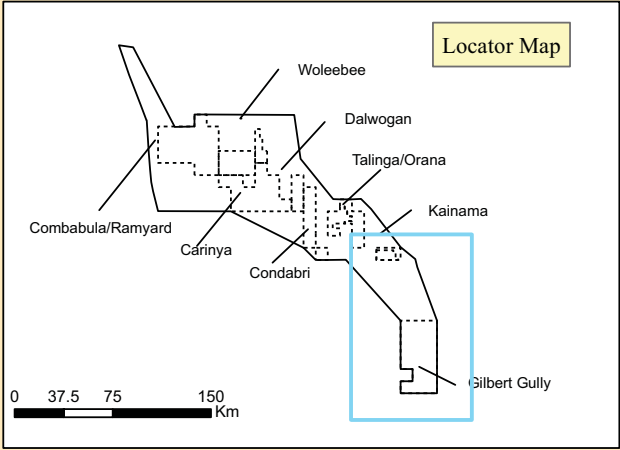 Locator Map
Woleebee
Dalwogan
Talinga/Orana
Kainama
Combabula/Ramyard
Carinya
Condabri
Gilbert Gully
0 37.5 75 150
Km